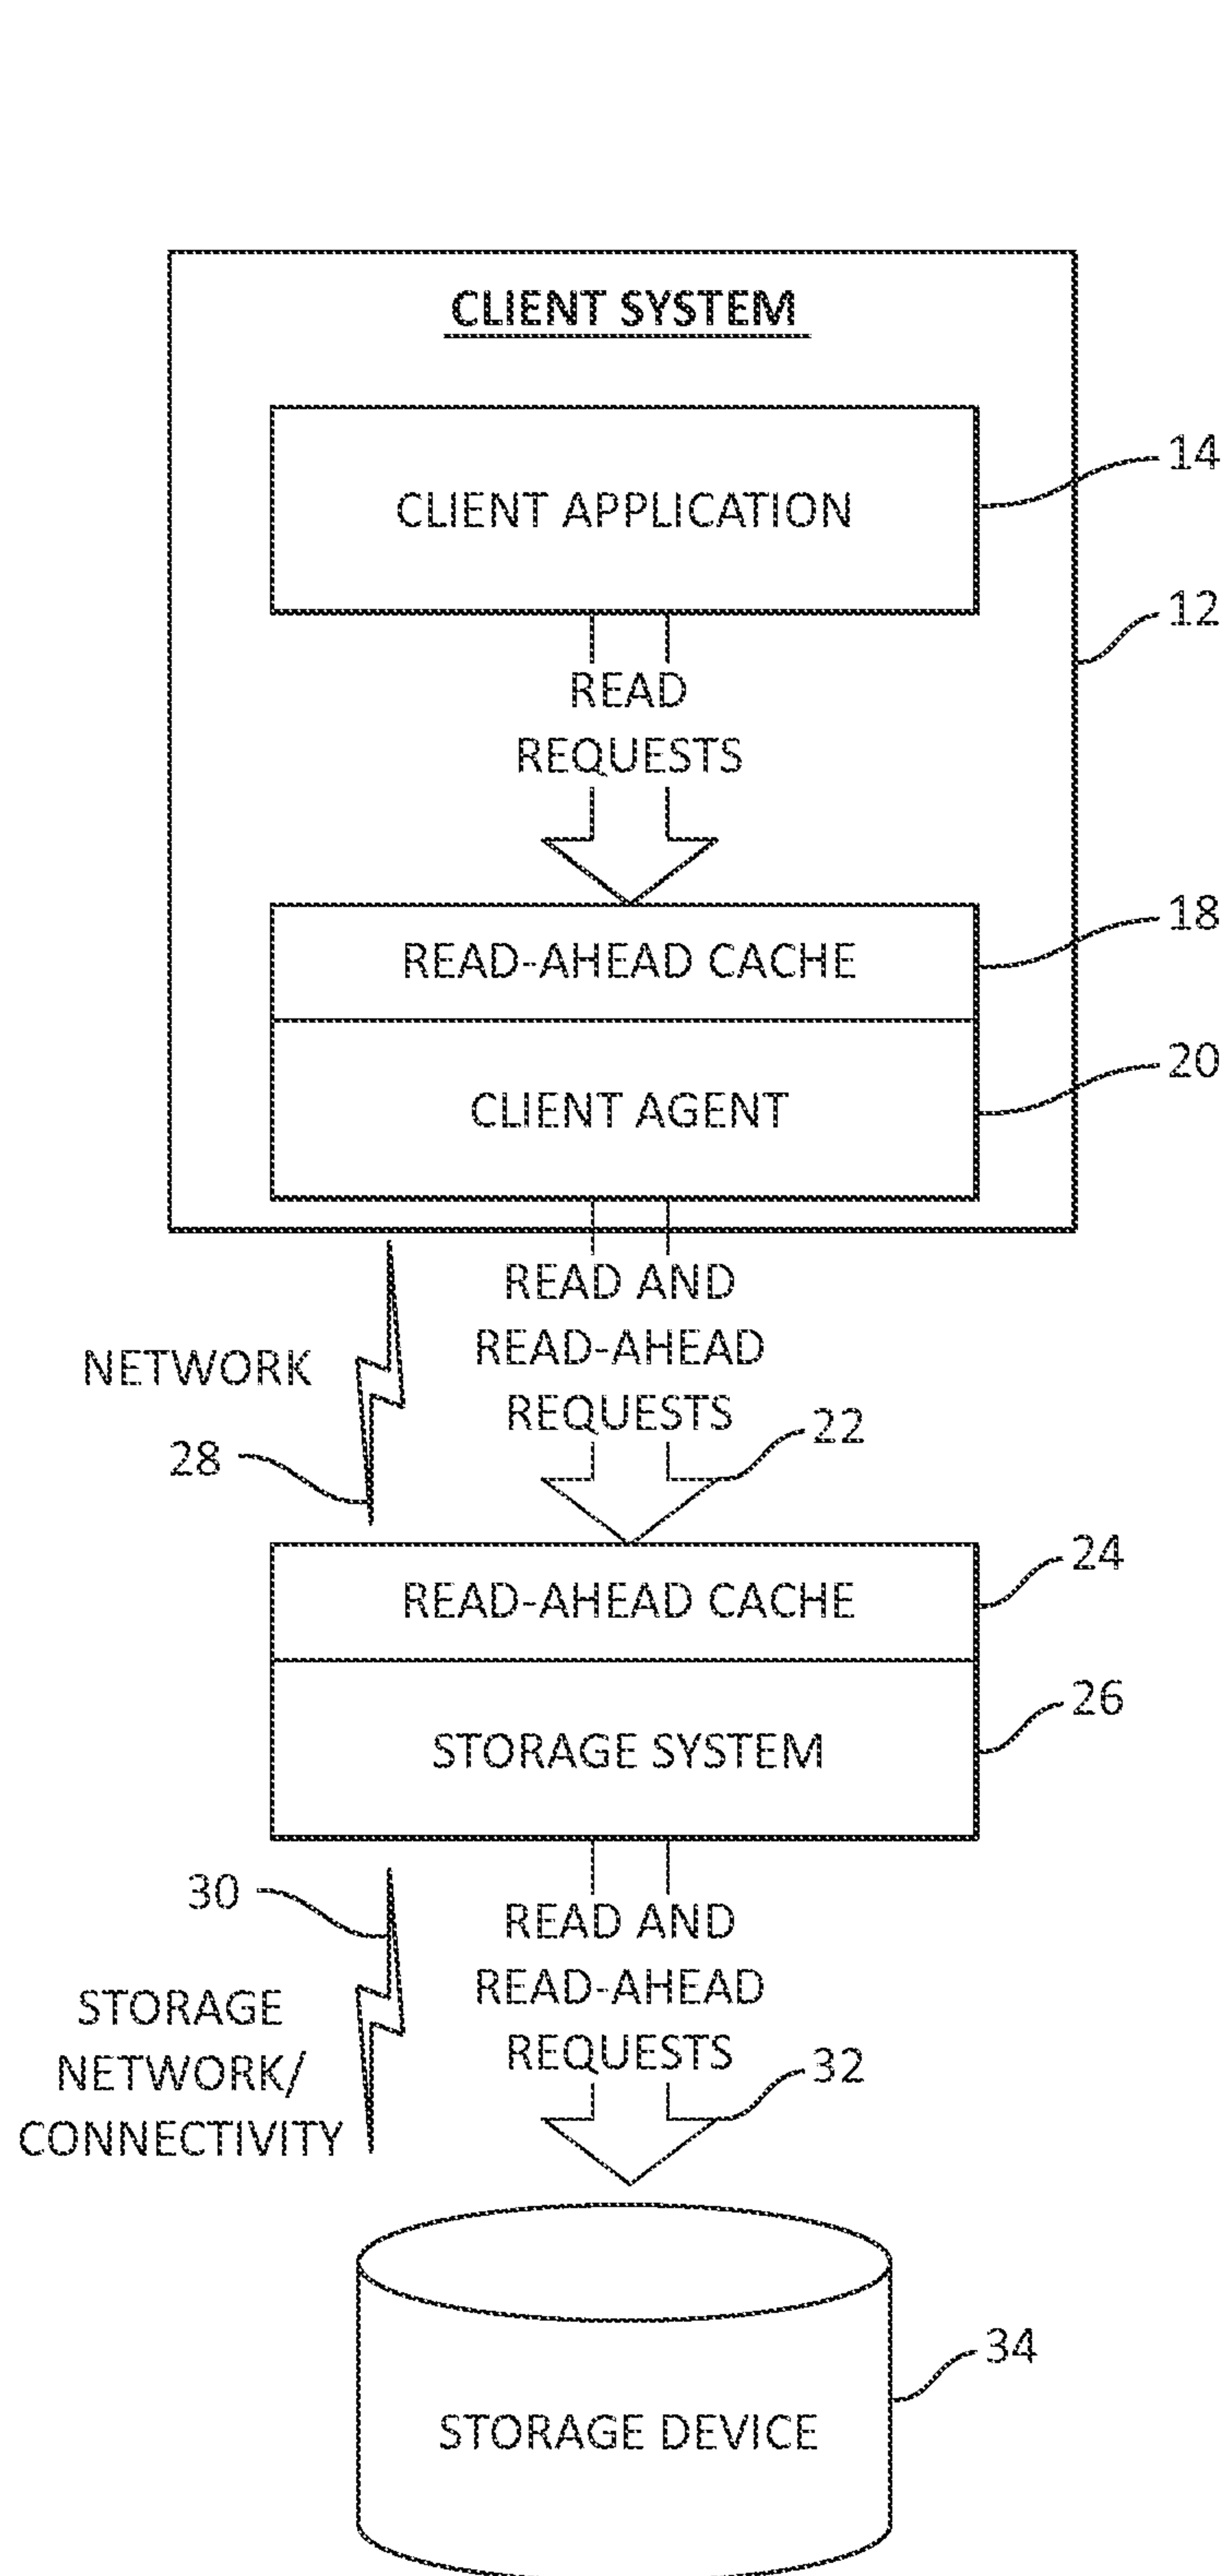 CLIENT SYSTEM
CLIENT APPLICATION
14
12
READ
REQUESTS
READ-AHEAD CACHE
18
CLIENT AGENT
20
READ AND
READ-AHEAD
REQUESTS
NETWORK
28
22
READ-AHEAD CACHE
24
STORAGE SYSTEM
26
30
READ AND
READ-AHEAD
REQUESTS
STORAGE
NETWORK/
CONNECTIVITY
32
34
STORAGE DEVICE